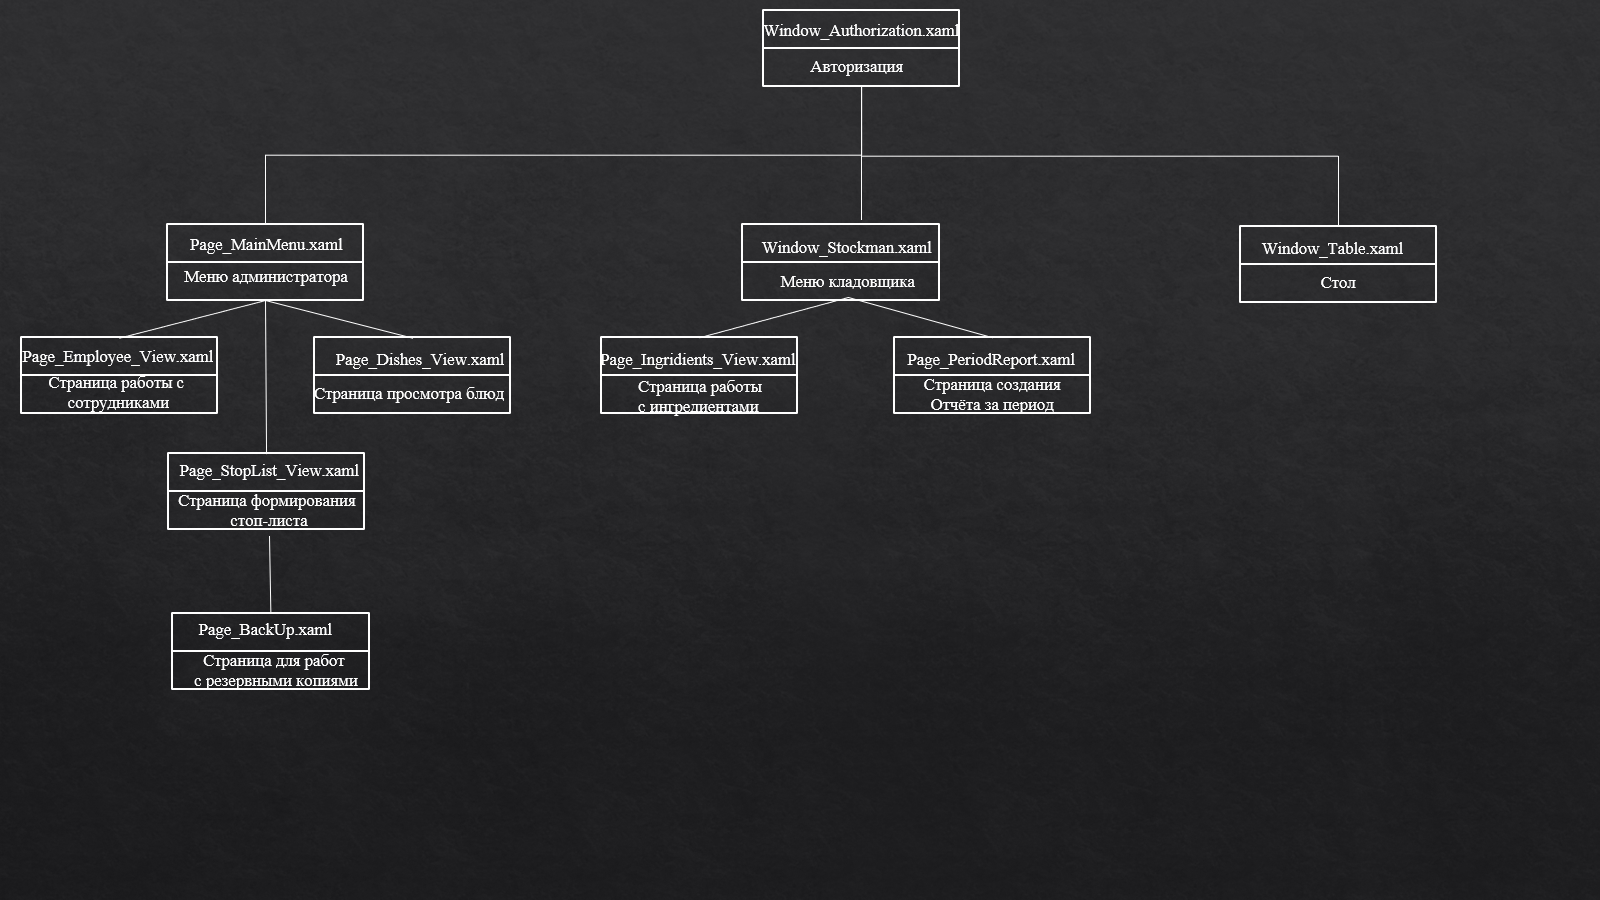 Window_Authorization.xaml
Авторизация
Page_MainMenu.xaml
Меню администратора
Window_Stockman.xaml
Меню кладовщика
Window_Table.xaml
Стол
Page_Employee_View.xaml
Страница работы с
сотрудниками
Page_Dishes_View.xaml
Страница просмотра блюд
Page_Ingridients_View.xaml
Страница работы
с ингредиентами
Page_PeriodReport.xaml
Страница создания
Отчёта за период
Page_StopList_View.xaml
Страница формирования
стоп-листа
Page_BackUp.xaml
Страница для работ
с резервными копиями